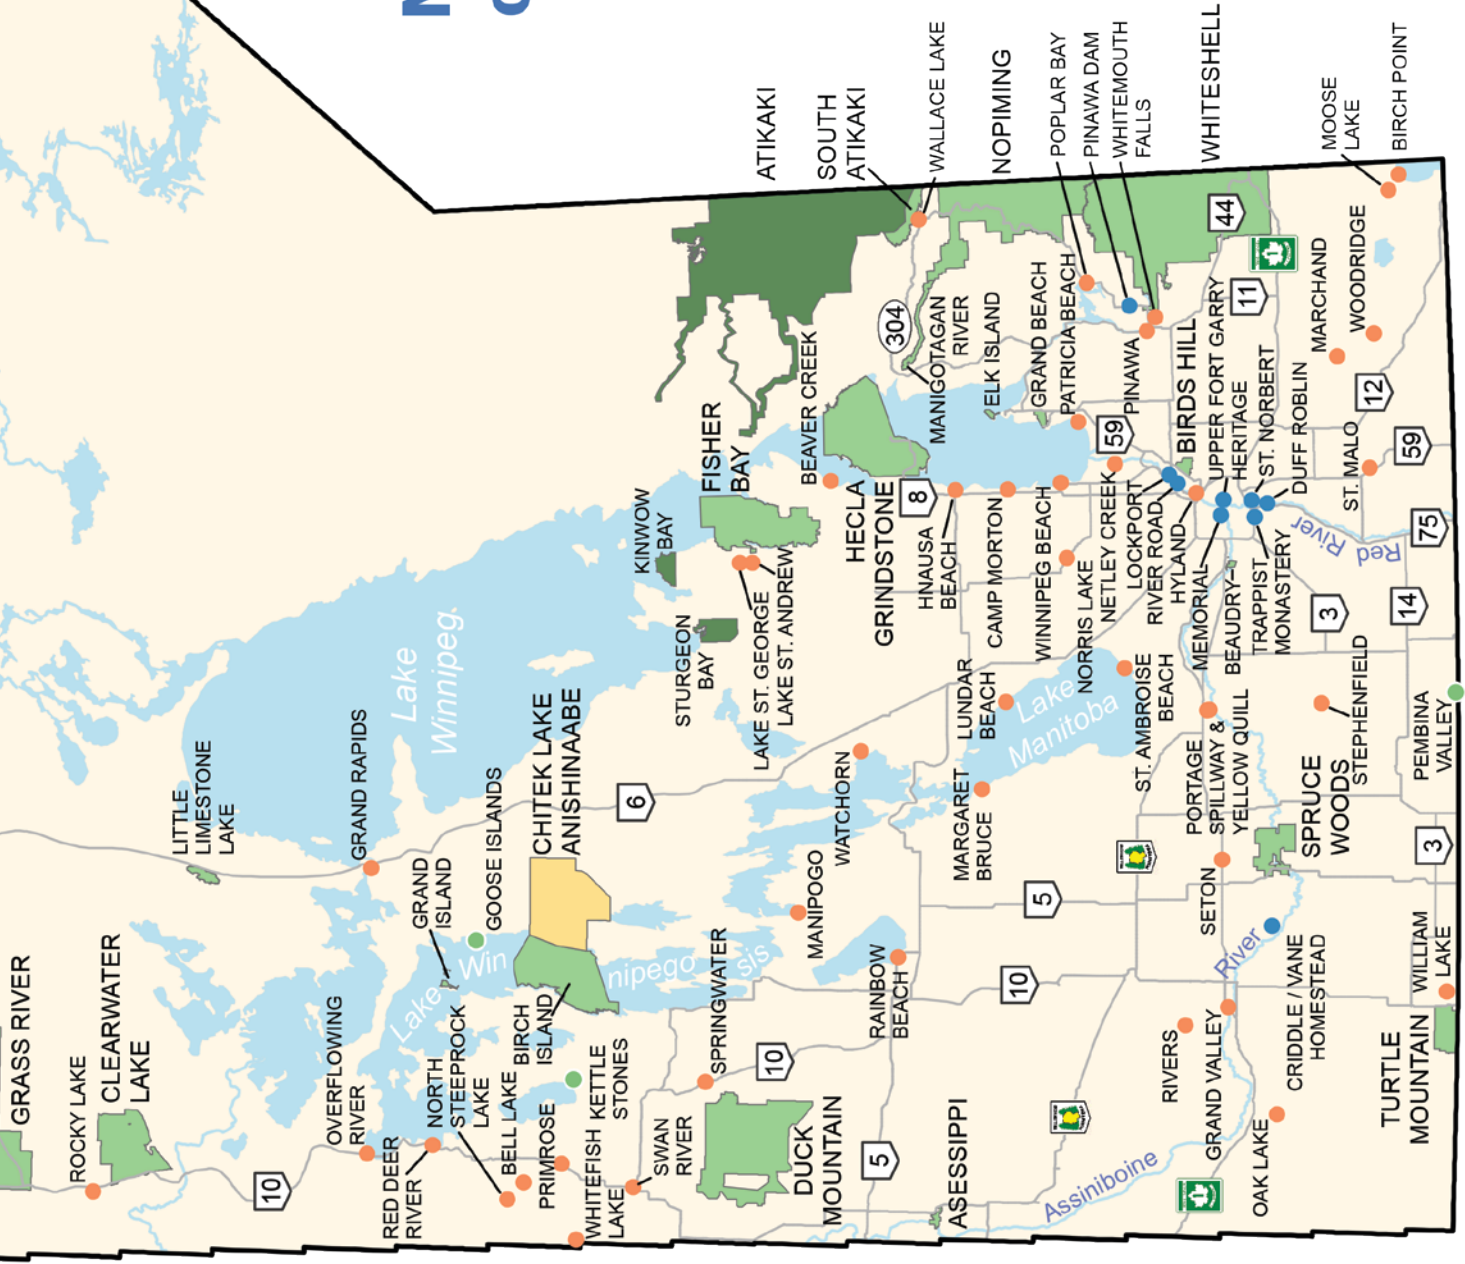 GRASS RIVER
ROCKY LAKE
CLEARWATER
LAKE
LITTLE
LIMESTONE
LAKE
GRAND RAPIDS
Lake
Winnipeg
OVERFLOWING
RIVER
GRAND
ISLAND
GOOSE ISLANDS
CHITEK LAKE
ANISHINAABE
Lake
Win
nipego
sis
RED DEER
RIVER
NORTH
STEEPROCK
LAKE
BELL LAKE
PRIMROSE
BIRCH
ISLAND
KETTLE
STONES
WHITEFISH
LAKE
SWAN
RIVER
SPRINGWATER
DUCK
MOUNTAIN
10
10
10
6
5
5
KINWOW
BAY
STURGEON
BAY
FISHER
BAY
LAKE ST. GEORGE
LAKE ST. ANDREW
BEAVER CREEK
HECLA
GRINDSTONE
ATIKAKI
SOUTH
ATIKAKI
WALLACE LAKE
NOPIMING
POPLAR BAY
PINAWA DAM
WHITEMOUTH
FALLS
WHITESHELL
MOOSE
LAKE
BIRCH POINT
304
MANIGOTAGAN
RIVER
ELK ISLAND
GRAND BEACH
PATRICIA BEACH
PINAWA
BIRDS HILL
UPPER FORT GARRY
HERITAGE
ST. NORBERT
DUFF ROBLIN
MARCHAND
WOODRIDGE
44
11
12
59
59
8
75
14
3
3
ST. MALO
HNAUSA
BEACH
CAMP MORTON
WINNIPEG BEACH
NORRIS LAKE
NETLEY CREEK
LOCKPORT
RIVER ROAD
HYLAND
MEMORIAL
BEAUDRY
TRAPPIST
MONASTERY
Red River
LUNDAR
BEACH
Lake
Manitoba
ST. AMBROISE
BEACH
WATCHORN
MANIPOGO
MARGARET
BRUCE
RAINBOW
BEACH
PORTAGE
SPILLWAY &
YELLOW QUILL
STEPHENFIELD
PEMBINA
VALLEY
SPRUCE
WOODS
SETON
River
CRIDDLE / VANE
HOMESTEAD
WILLIAM
LAKE
TURTLE
MOUNTAIN
RIVERS
GRAND VALLEY
OAK LAKE
ASESSIPPI
Assiniboine
1
1